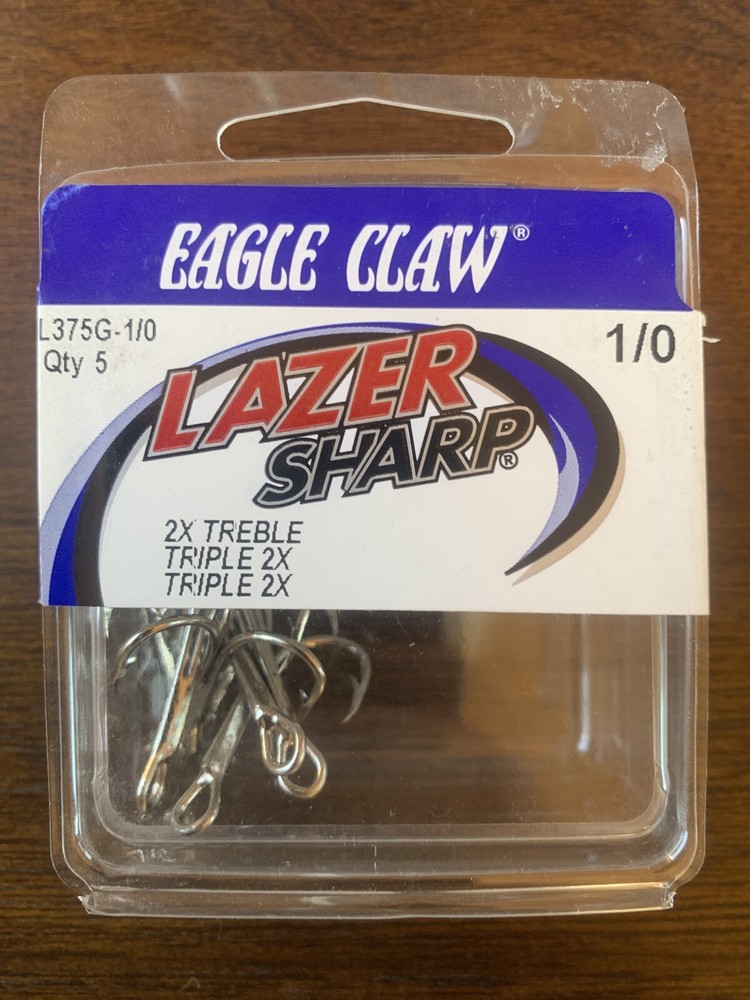 EAGLE CLAW®
L375G-1/0
Qty 5
1/0
LAZER
SHARP®
2X TREBLE
TRIPLE 2X
TRIPLE 2X